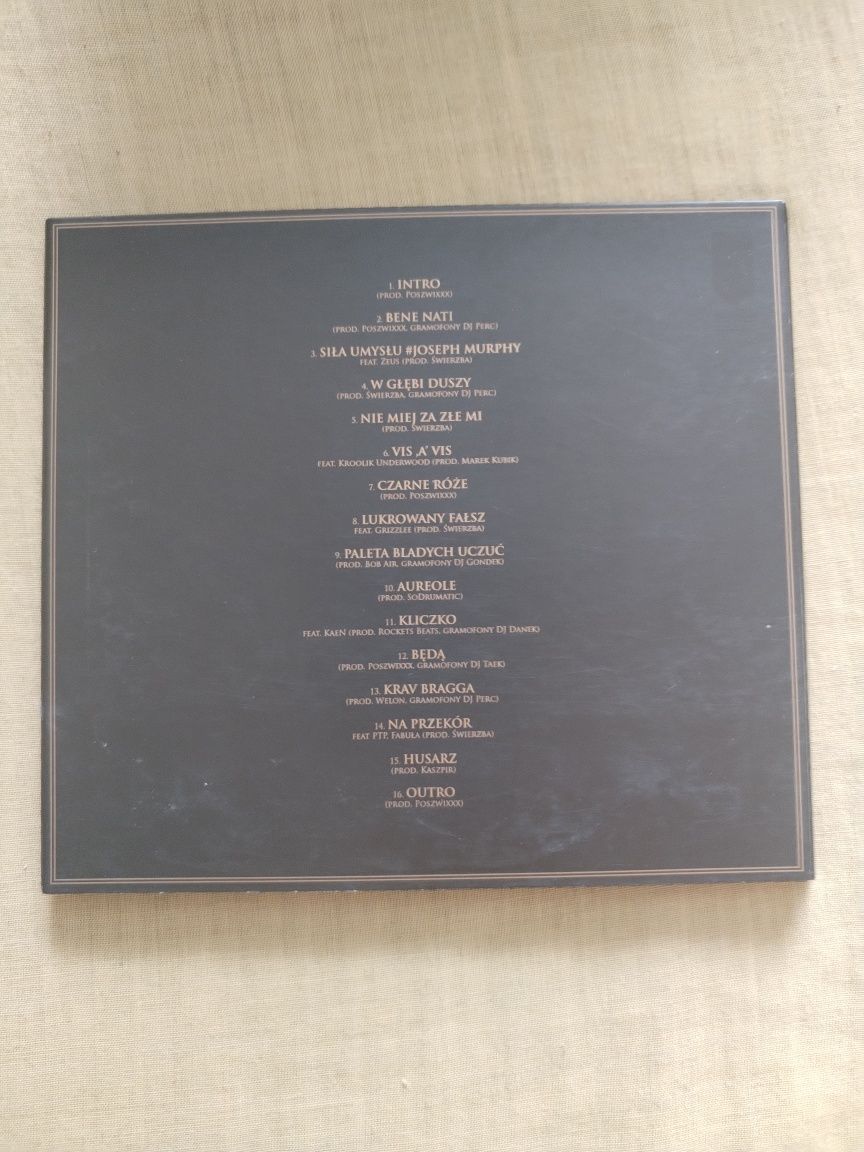 1. INTRO
(PROD. POSZWIXXX)
2. BENE NATI
(PROD. POSZWIXXX, GRAMOFONY DJ PERC)
3. SIŁA UMYSŁU #JOSEPH MURPHY
FEAT. ZEUS (PROD. ŚWIERZBA)
4. W GŁĘBI DUSZY
(PROD. ŚWIERZBA, GRAMOFONY DJ PERC)
5. NIE MIEJ ZA ZŁE MI
(PROD. ŚWIERZBA)
6. VIS ‚A’ VIS
FEAT. KROOLIK UNDERWOOD (PROD. MAREK KUBIK)
7. CZARNE RÓŻE
(PROD. POSZWIXXX)
8. LUKROWANY FAŁSZ
FEAT. GRIZZLEE (PROD. ŚWIERZBA)
9. PALETA BLADYCH UCZUĆ
(PROD. BOB AIR, GRAMOFONY DJ GONDEK)
10. AUREOLE
(PROD. SODRUMATIC)
11. KLICZKO
FEAT. KAEN (PROD. ROCKETS BEATS, GRAMOFONY DJ DANEK)
12. BĘDĄ
(PROD. POSZWIXXX, GRAMOFONY DJ TAEK)
13. KRAV BRAGGA
(PROD. WELON, GRAMOFONY DJ PERC)
14. NA PRZEKÓR
FEAT PTP, FABUŁA (PROD. ŚWIERZBA)
15. HUSARZ
(PROD. KASZPIR)
16. OUTRO
(PROD. POSZWIXXX)